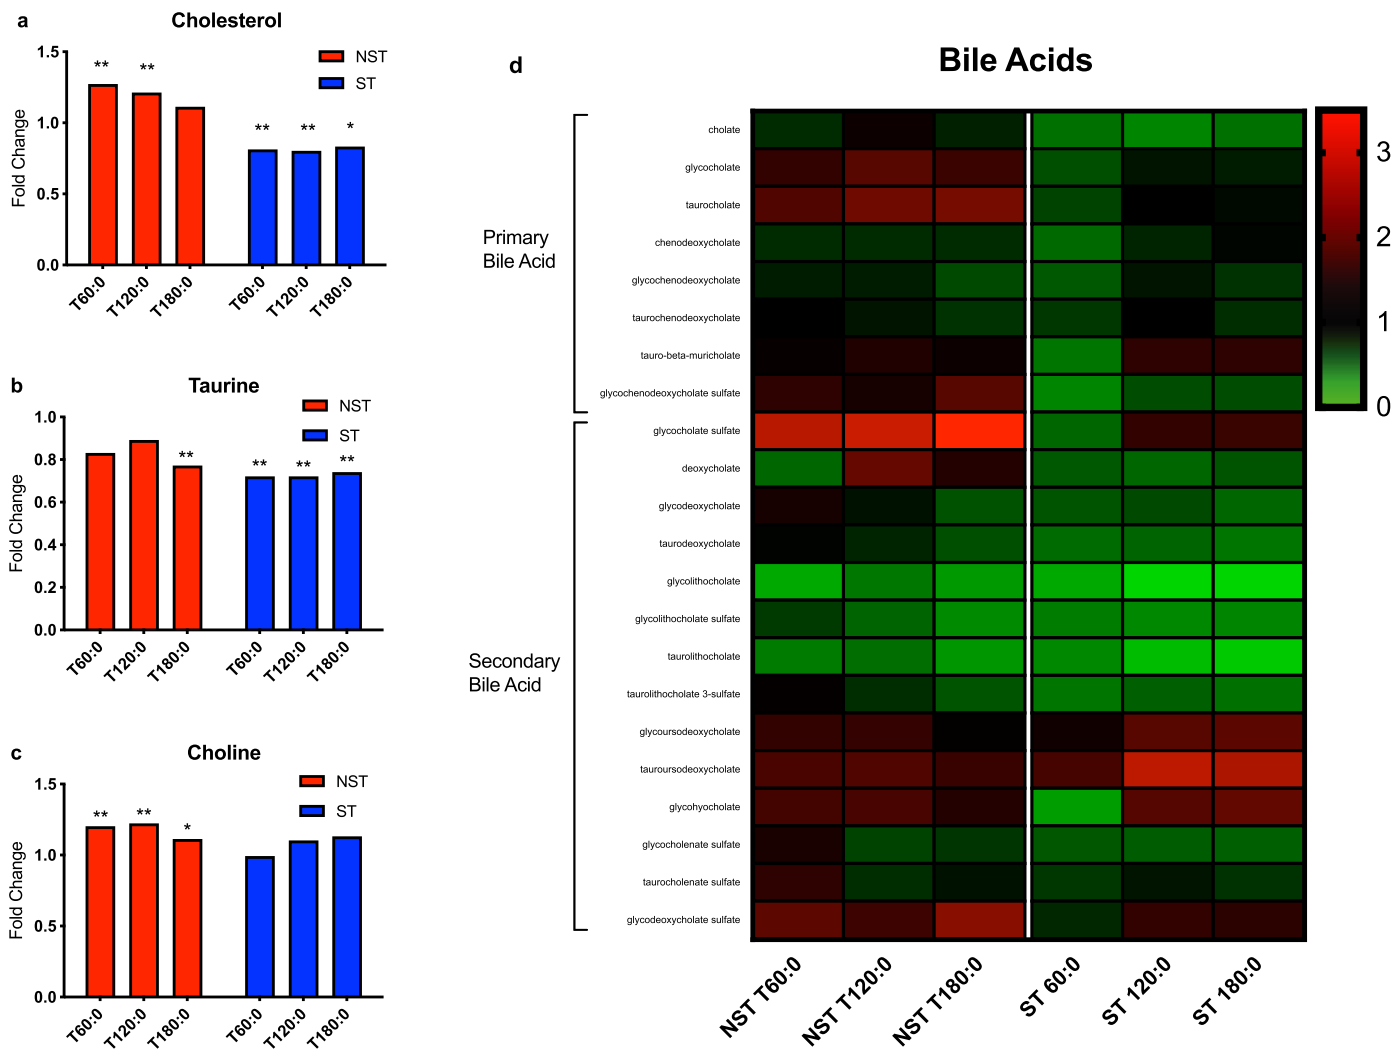 a
Cholesterol
NST
ST
Fold Change
1.5
1.0
0.5
0.0
** **
** ** *
T60:0 T120:0 T180:0 T60:0 T120:0 T180:0
b
Taurine
NST
ST
Fold Change
1.0
0.8
0.6
0.4
0.2
0.0
** ** ** **
T60:0 T120:0 T180:0 T60:0 T120:0 T180:0
c
Choline
NST
ST
Fold Change
1.5
1.0
0.5
0.0
** ** *
T60:0 T120:0 T180:0 T60:0 T120:0 T180:0
d
Bile Acids
Primary
Bile Acid
cholate
glycocholate
taurocholate
chenodeoxycholate
glycochenodeoxycholate
taurochenodeoxycholate
tauro-beta-muricholate
glycochenodeoxycholate sulfate
Secondary
Bile Acid
glycocholate sulfate
deoxycholate
glycodeoxycholate
taurodeoxycholate
glycolithocholate
glycolithocholate sulfate
taurolithocholate
taurolithocholate 3-sulfate
glycoursodeoxycholate
tauroursodeoxycholate
glycohyocholate
glycocholenate sulfate
taurocholenate sulfate
glycodeoxycholate sulfate
NST T60:0 NST T120:0 NST T180:0 ST 60:0 ST 120:0 ST 180:0
3
2
1
0